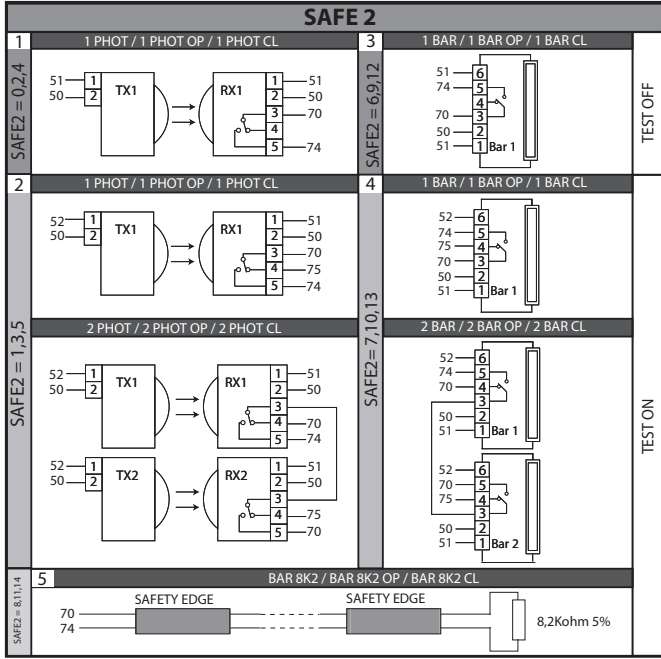 SAFE 2
1 1 PHOT / 1 PHOT OP / 1 PHOT CL
SAFE2 = 0,2,4
51 1 TX1 RX1 1 51
50 2 2 50
3 70
4
5 74
3 1 BAR / 1 BAR OP / 1 BAR CL
SAFE2 = 6,9,12
51 6
74 5
4
70 3
50 2
51 1 Bar 1
TEST OFF
2 1 PHOT / 1 PHOT OP / 1 PHOT CL
SAFE2 = 1,3,5
52 1 TX1 RX1 1 51
50 2 2 50
3 70
4 75
5 74
2 PHOT / 2 PHOT OP / 2 PHOT CL
52 1 TX1 RX1 1 51
50 2 2 50
3
4 70
5 74
52 1 TX2 RX2 1 51
50 2 2 50
3
4 75
5 70
4 1 BAR / 1 BAR OP / 1 BAR CL
SAFE2= 7,10,13
52 6
74 5
75 4
70 3
50 2
51 1 Bar 1
2 BAR / 2 BAR OP / 2 BAR CL
52 6
74 5
70 4
3
50 2
51 1 Bar 1
52 6
70 5
75 4
3
50 2
51 1 Bar 2
TEST ON
5 BAR 8K2 / BAR 8K2 OP / BAR 8K2 CL
SAFE2 = 8,11,14
SAFETY EDGE SAFETY EDGE
70
74
8,2Kohm 5%